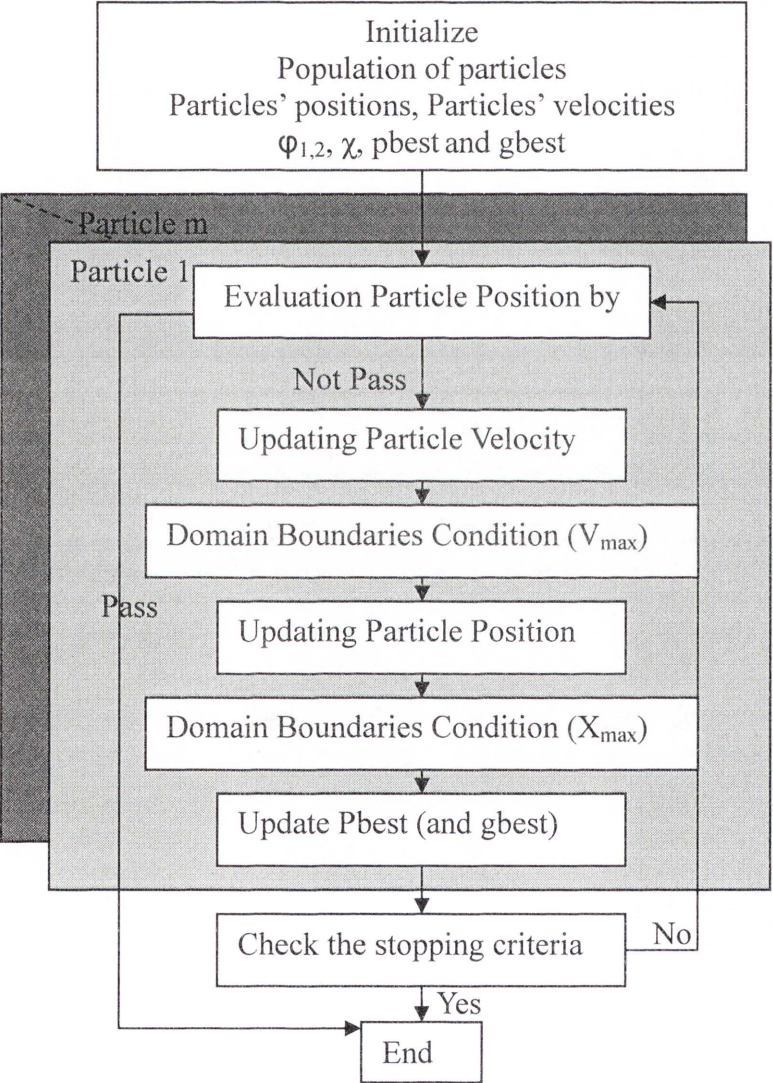 Initialize
Population of particles
Particles' positions, Particles' velocities
φ1,2, χ, pbest and gbest
Particle m
Particle 1
Evaluation Particle Position by
Not Pass
Updating Particle Velocity
Domain Boundaries Condition (Vmax)
Pass
Updating Particle Position
Domain Boundaries Condition (Xmax)
Update Pbest (and gbest)
Check the stopping criteria
No
Yes
End